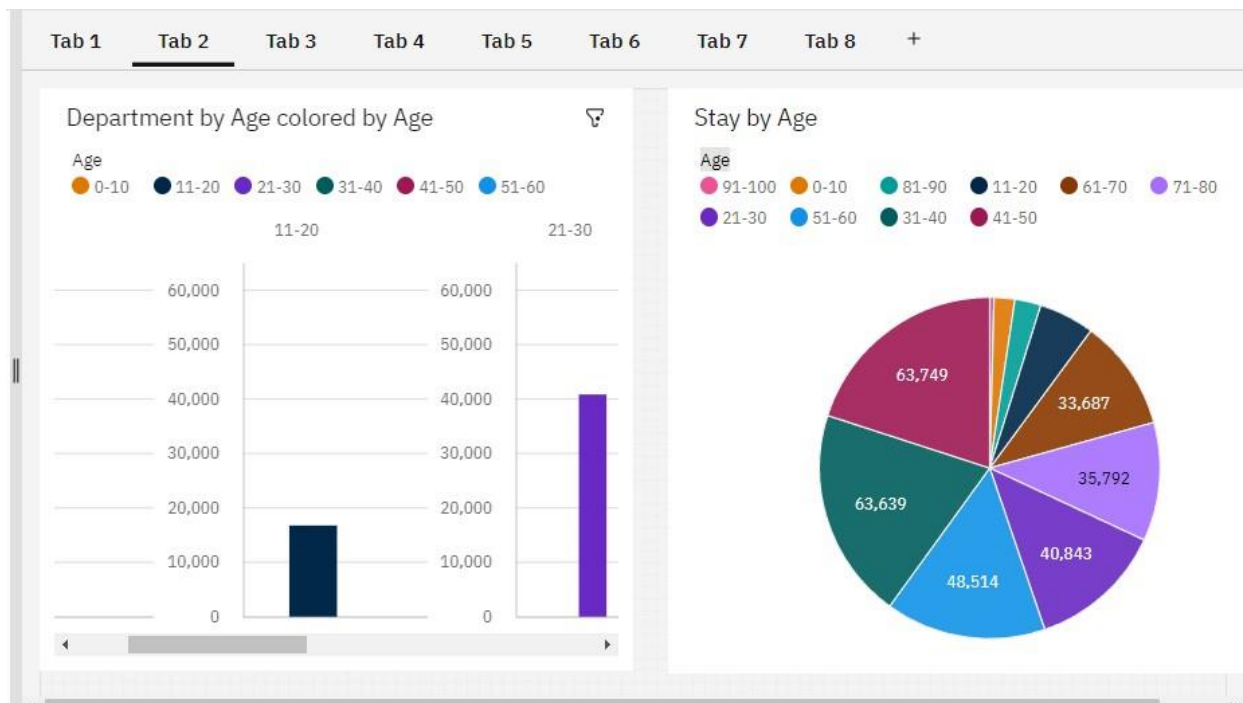 Tab 1 Tab 2 Tab 3 Tab 4 Tab 5 Tab 6 Tab 7 Tab 8 +
Department by Age colored by Age
Age
0-10 11-20 21-30 31-40 41-50 51-60
11-20 21-30
60,000 60,000
50,000 50,000
40,000 40,000
30,000 30,000
20,000 20,000
10,000 10,000
0 0
Stay by Age
Age
91-100 0-10 81-90 11-20 61-70 71-80
21-30 51-60 31-40 41-50
63,749
33,687
35,792
63,639
40,843
48,514